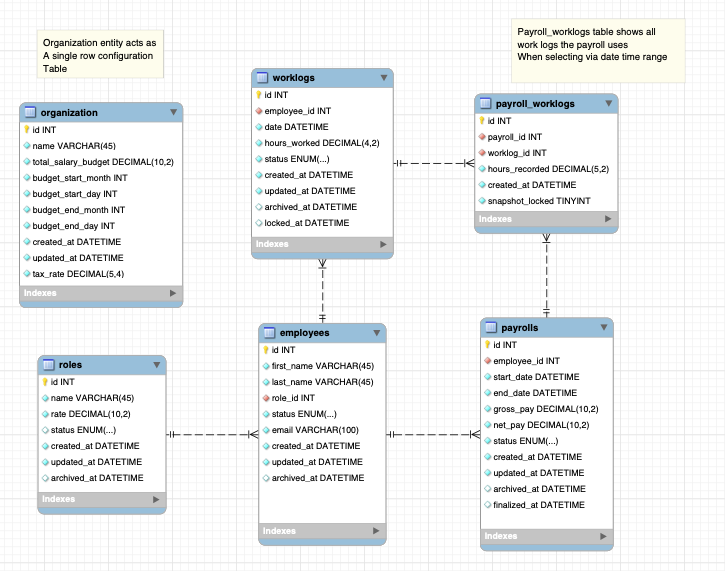 Organization entity acts as
A single row configuration
Table
Payroll_worklogs table shows all
work logs the payroll uses
When selecting via date time range
organization
id INT
name VARCHAR(45)
total_salary_budget DECIMAL(10,2)
budget_start_month INT
budget_start_day INT
budget_end_month INT
budget_end_day INT
created_at DATETIME
updated_at DATETIME
tax_rate DECIMAL(5,4)
Indexes
worklogs
id INT
employee_id INT
date DATETIME
hours_worked DECIMAL(4,2)
status ENUM(...)
created_at DATETIME
updated_at DATETIME
archived_at DATETIME
locked_at DATETIME
Indexes
payroll_worklogs
id INT
payroll_id INT
worklog_id INT
hours_recorded DECIMAL(5,2)
created_at DATETIME
snapshot_locked TINYINT
Indexes
roles
id INT
name VARCHAR(45)
rate DECIMAL(10,2)
status ENUM(...)
created_at DATETIME
updated_at DATETIME
archived_at DATETIME
Indexes
employees
id INT
first_name VARCHAR(45)
last_name VARCHAR(45)
role_id INT
status ENUM(...)
email VARCHAR(100)
created_at DATETIME
updated_at DATETIME
archived_at DATETIME
Indexes
payrolls
id INT
employee_id INT
start_date DATETIME
end_date DATETIME
gross_pay DECIMAL(10,2)
net_pay DECIMAL(10,2)
status ENUM(...)
created_at DATETIME
updated_at DATETIME
archived_at DATETIME
finalized_at DATETIME
Indexes